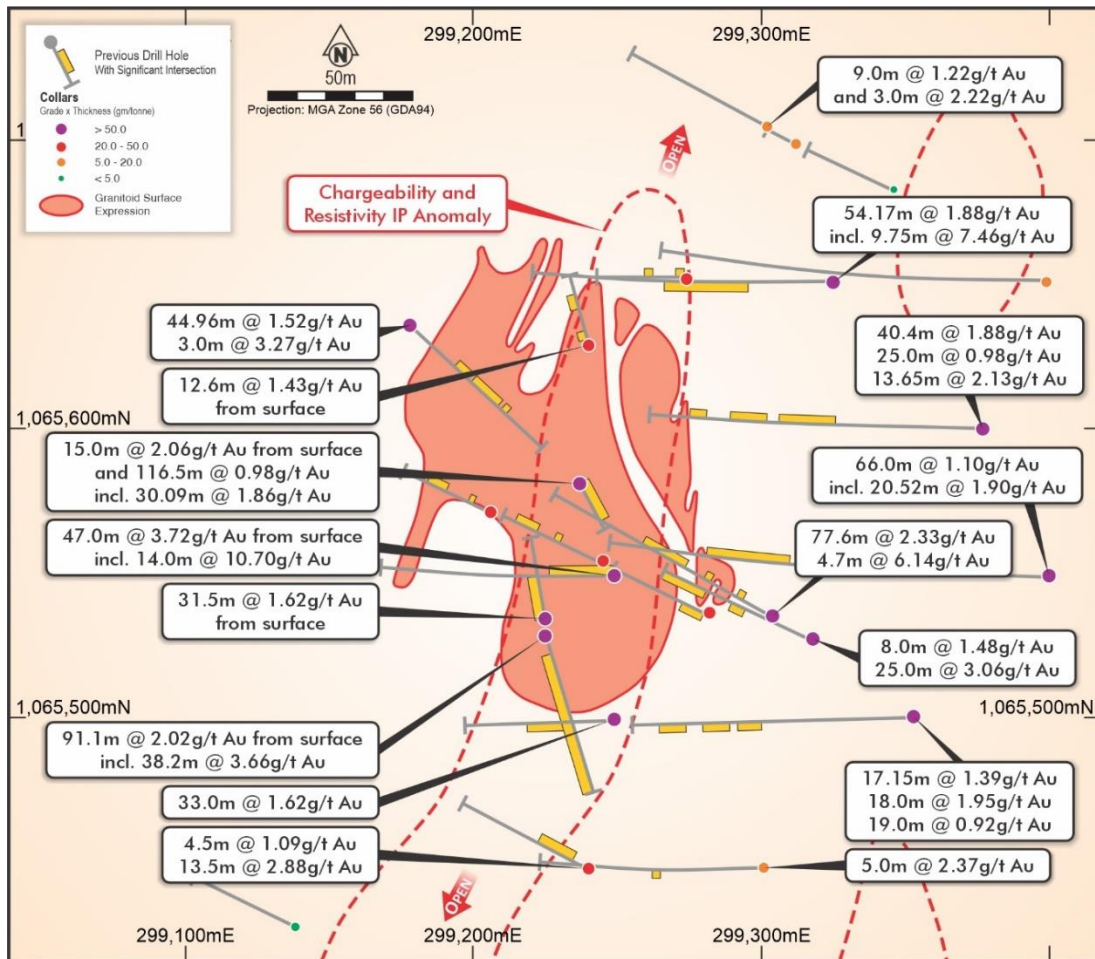 299,200mE
299,300mE
Previous Drill Hole
With Significant Intersection
Collars
Grade x Thickness (gm/tonne)
> 50.0
20.0 - 50.0
5.0 - 20.0
< 5.0
Granitoid Surface
Expression
N
50m
Projection: MGA Zone 56 (GDA94)
9.0m @ 1.22g/t Au
and 3.0m @ 2.22g/t Au
1
OPEN
Chargeability and
Resistivity IP Anomaly
54.17m @ 1.88g/t Au
incl. 9.75m @ 7.46g/t Au
44.96m @ 1.52g/t Au
3.0m @ 3.27g/t Au
40.4m @ 1.88g/t Au
25.0m @ 0.98g/t Au
13.65m @ 2.13g/t Au
12.6m @ 1.43g/t Au
from surface
1,065,600mN
15.0m @ 2.06g/t Au from surface
and 116.5m @ 0.98g/t Au
incl. 30.09m @ 1.86g/t Au
66.0m @ 1.10g/t Au
incl. 20.52m @ 1.90g/t Au
47.0m @ 3.72g/t Au from surface
incl. 14.0m @ 10.70g/t Au
77.6m @ 2.33g/t Au
4.7m @ 6.14g/t Au
31.5m @ 1.62g/t Au
from surface
8.0m @ 1.48g/t Au
25.0m @ 3.06g/t Au
1,065,500mN
1,065,500mN
91.1m @ 2.02g/t Au from surface
incl. 38.2m @ 3.66g/t Au
33.0m @ 1.62g/t Au
17.15m @ 1.39g/t Au
18.0m @ 1.95g/t Au
19.0m @ 0.92g/t Au
4.5m @ 1.09g/t Au
13.5m @ 2.88g/t Au
5.0m @ 2.37g/t Au
OPEN
299,100mE
299,200mE
299,300mE